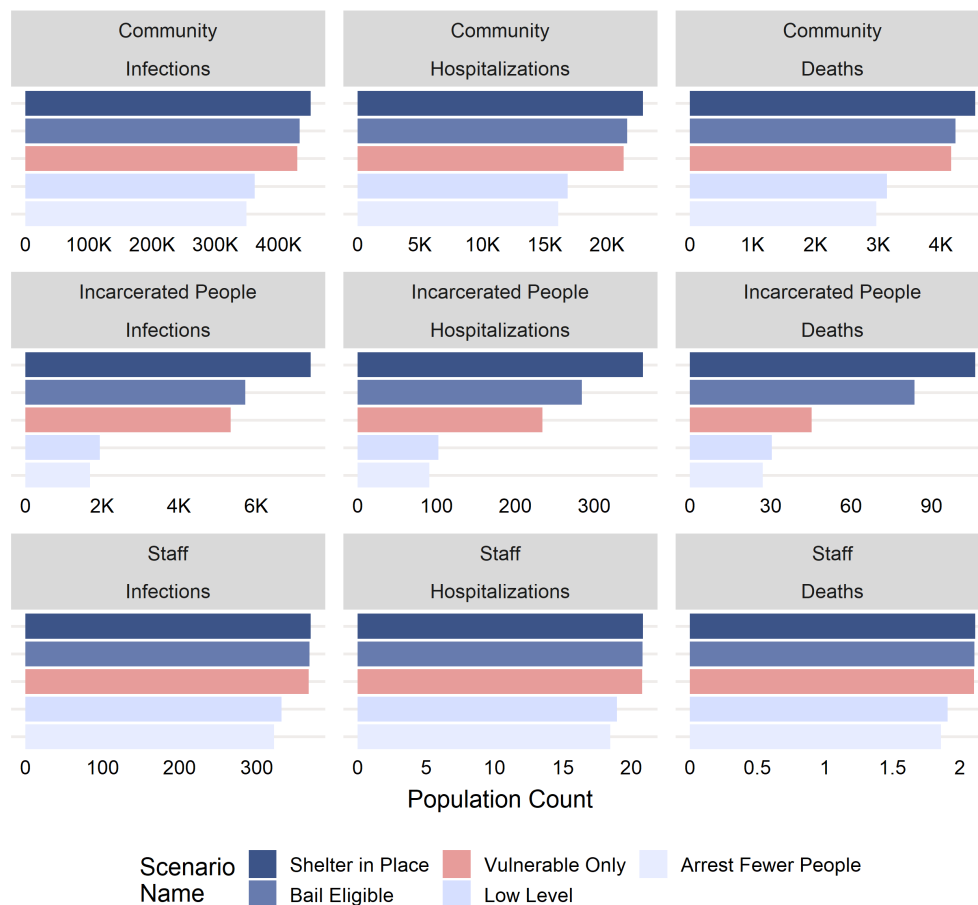 Community Community Community
Infections Hospitalizations Deaths
0 100K 200K 300K 400K 0 5K 10K 15K 20K 0 1K 2K 3K 4K
Incarcerated People Incarcerated People Incarcerated People
Infections Hospitalizations Deaths
0 2K 4K 6K 0 100 200 300 0 30 60 90
Staff Staff Staff
Infections Hospitalizations Deaths
0 100 200 300 0 5 10 15 20 0 0.5 1 1.5 2
Population Count
Scenario Name
Shelter in Place Vulnerable Only Arrest Fewer People
Bail Eligible Low Level